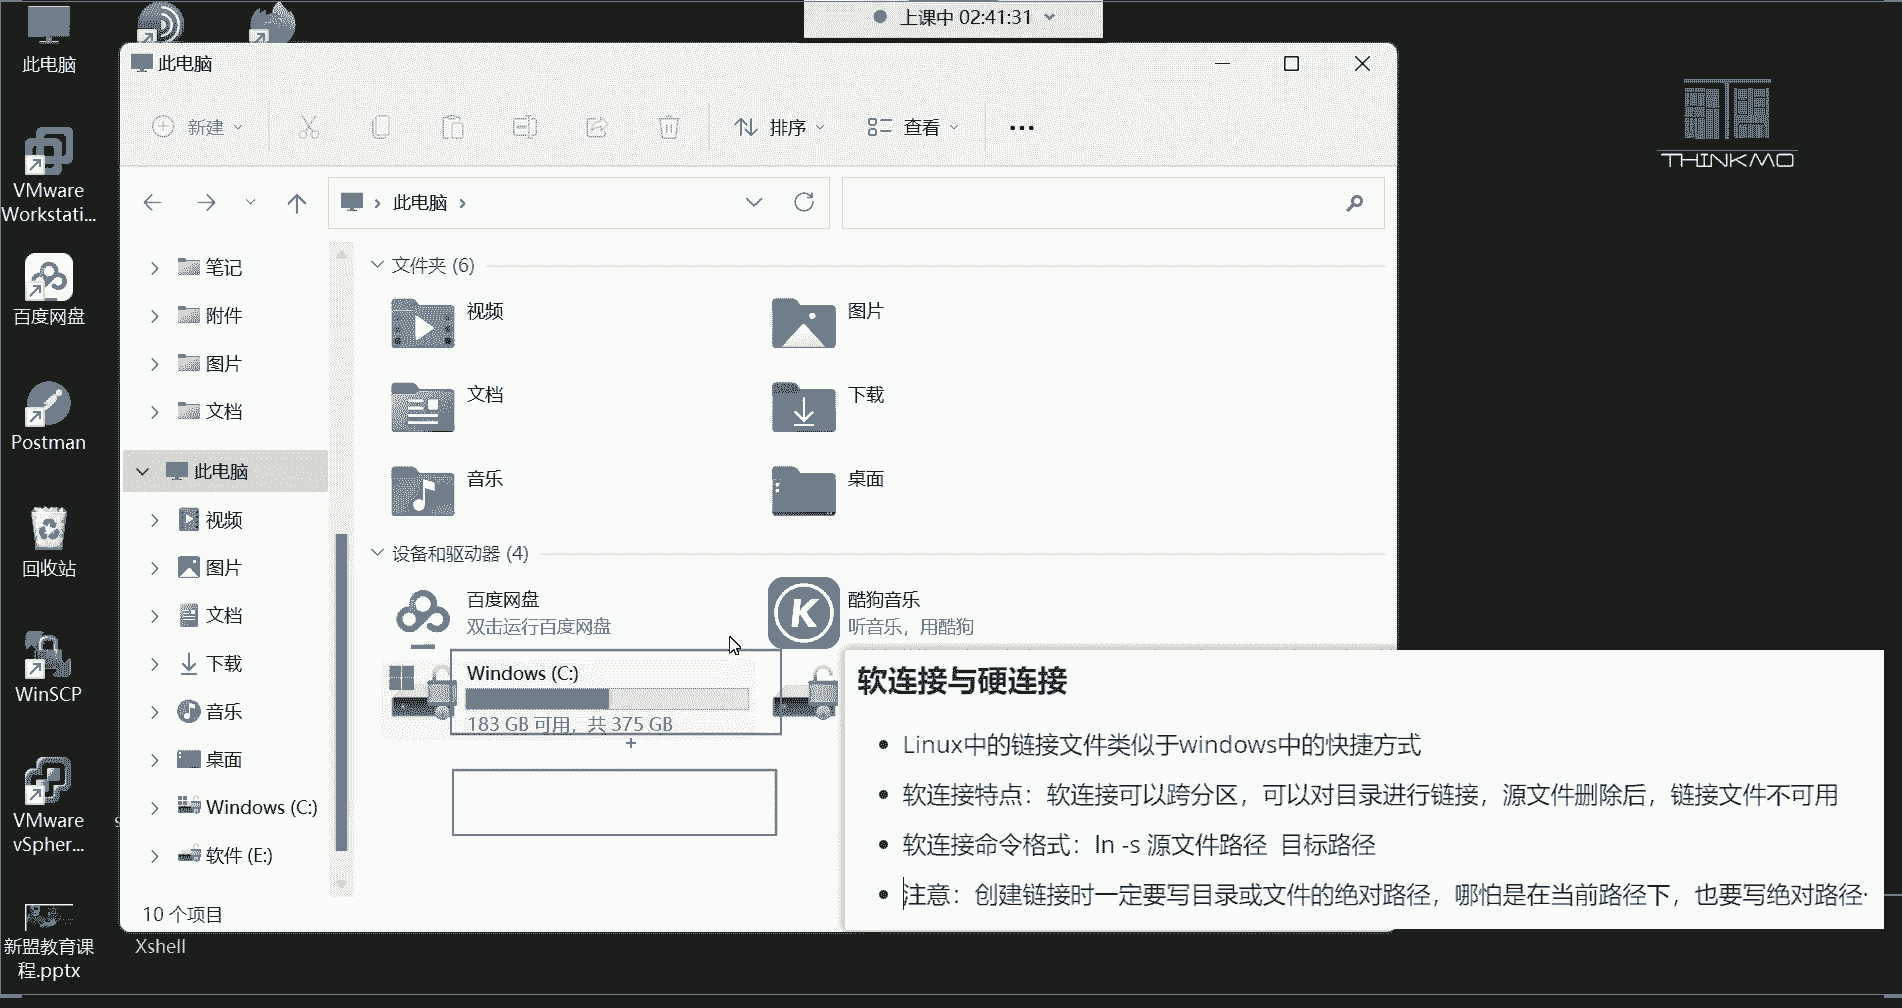 上课中 02:41:31
此电脑
VMware
Workstati...
百度网盘
Postman
回收站
WinSCP
VMware
vSpher...
新盟教育课
程.pptx
Xshell
此电脑
新建
排序
查看
此电脑
笔记
附件
图片
文档
此电脑
视频
图片
文档
下载
音乐
桌面
Windows (C:)
软件 (E:)
10 个项目
文件夹 (6)
视频
图片
文档
下载
音乐
桌面
设备和驱动器 (4)
百度网盘
双击运行百度网盘
酷狗音乐
听音乐，用酷狗
Windows (C:)
183 GB 可用，共 375 GB
THINKMO
软连接与硬连接
Linux中的链接文件类似于windows中的快捷方式
软连接特点：软连接可以跨分区，可以对目录进行链接，源文件删除后，链接文件不可用
软连接命令格式：ln -s 源文件路径 目标路径
注意：创建链接时一定要写目录或文件的绝对路径，哪怕是在当前路径下，也要写绝对路径